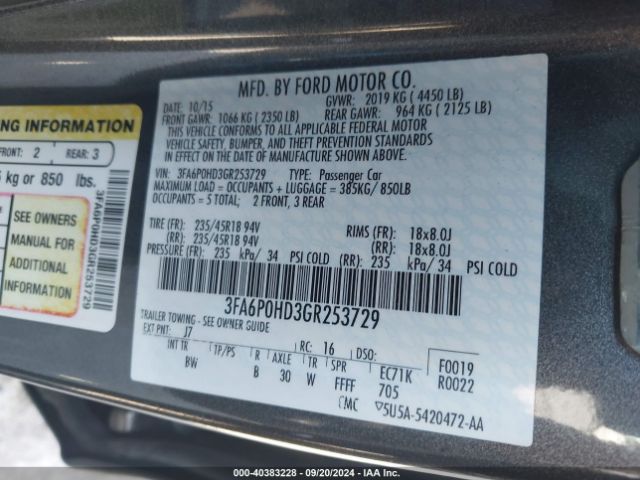 NG INFORMATION
FRONT: 2 REAR: 3
kg or 850 lbs.
SEE OWNERS
MANUAL FOR
ADDITIONAL
INFORMATION
3FA6P0HD3GR253729
MFD. BY FORD MOTOR CO.
DATE: 10/15 GVWR: 2019 KG ( 4450 LB)
FRONT GAWR: 1066 KG ( 2350 LB) REAR GAWR: 964 KG ( 2125 LB)
THIS VEHICLE CONFORMS TO ALL APPLICABLE FEDERAL MOTOR
VEHICLE SAFETY, BUMPER, AND THEFT PREVENTION STANDARDS
IN EFFECT ON THE DATE OF MANUFACTURE SHOWN ABOVE.
VIN: 3FA6P0HD3GR253729 TYPE: Passenger Car
MAXIMUM LOAD = OCCUPANTS + LUGGAGE = 385KG/ 850LB
OCCUPANTS = 5 TOTAL: 2 FRONT, 3 REAR
TIRE (FR): 235/45R18 94V RIMS (FR): 18x8.0J
(RR): 235/45R18 94V (RR): 18x8.0J
PRESSURE (FR): 235 kPa/ 34 PSI COLD (RR): 235 kPa/ 34 PSI COLD
3FA6P0HD3GR253729
TRAILER TOWING - SEE OWNER GUIDE
EXT PNT: J7 RC: 16 DSO: F0019
INT TR TP/PS R AXLE TR SPR EC71K R0022
BW B 30 W FFFF 705
CMC ▽5U5A-5420472-AA
000-40383228 - 09/20/2024 - IAA Inc.